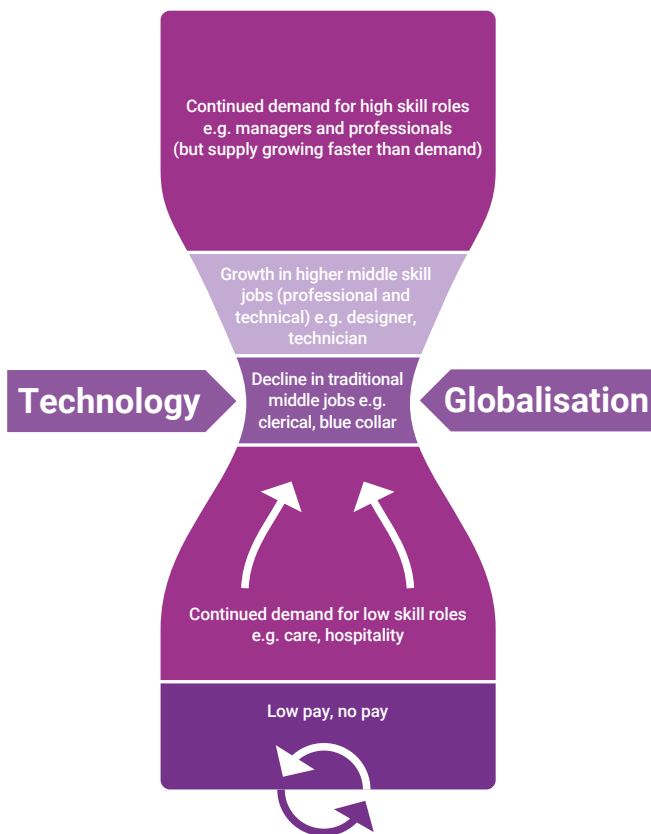 Continued demand for high skill roles
e.g. managers and professionals
(but supply growing faster than demand)
Growth in higher middle skill
jobs (professional and
technical) e.g. designer,
technician
Technology
Decline in traditional
middle jobs e.g.
clerical, blue collar
Globalisation
Continued demand for low skill roles
e.g. care, hospitality
Low pay, no pay